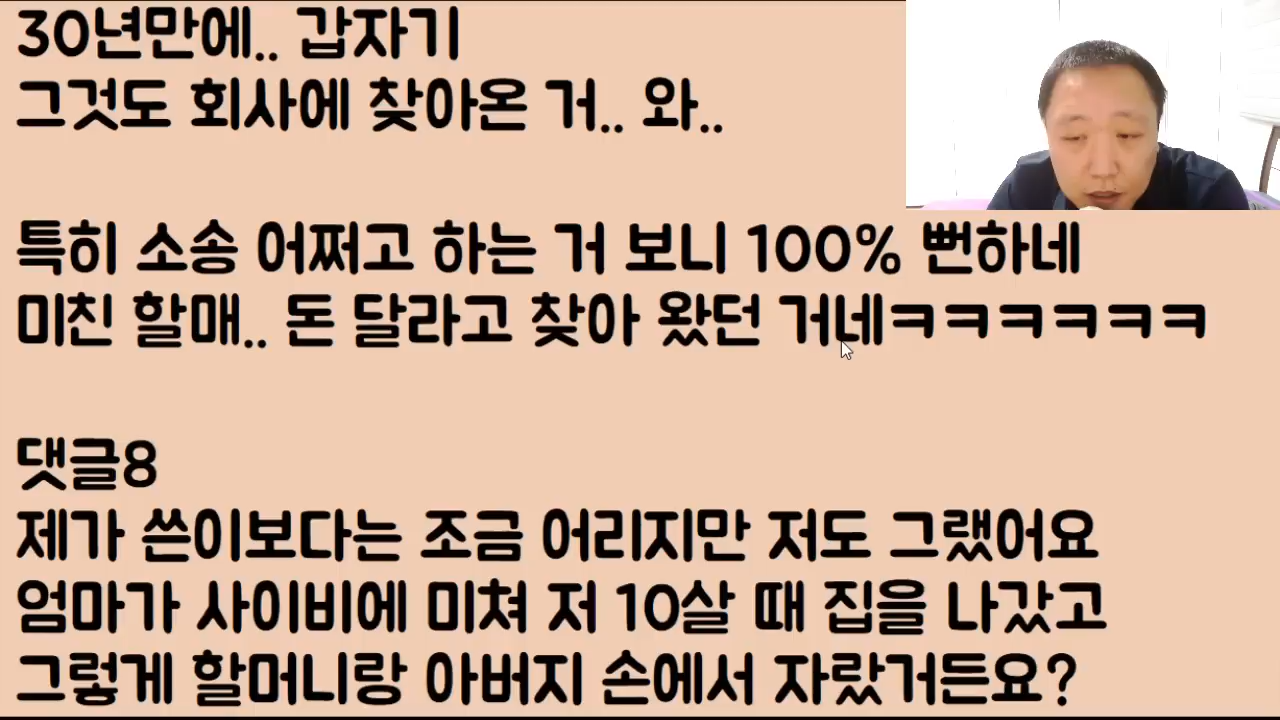 30년만에.. 갑자기
그것도 회사에 찾아온 거.. 와..
특히 소송 어쩌고 하는 거 보니 100% 뻔하네
미친 할매.. 돈 달라고 찾아 왔던 거네ㅋㅋㅋㅋㅋㅋ
댓글8
제가 쓴이보다는 조금 어리지만 저도 그랬어요
엄마가 사이비에 미쳐 저 10살 때 집을 나갔고
그렇게 할머니랑 아버지 손에서 자랐거든요?